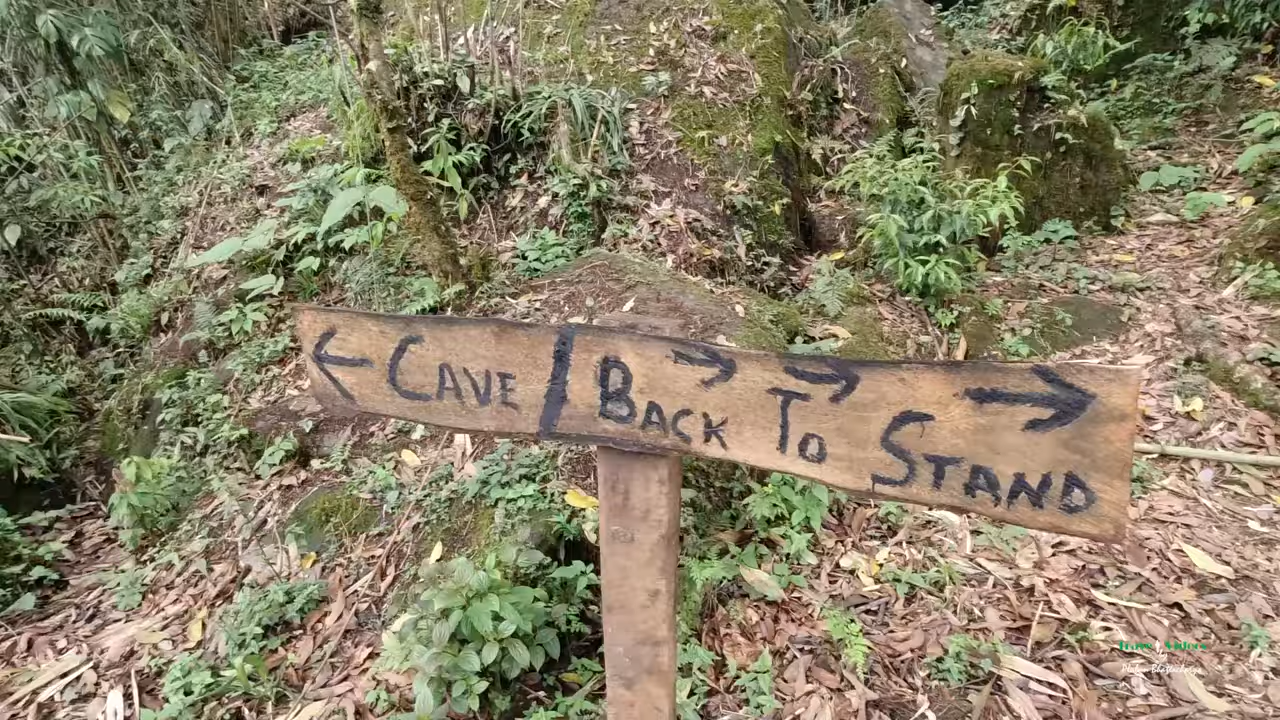 ← CAVE / BACK → TO → STAND →